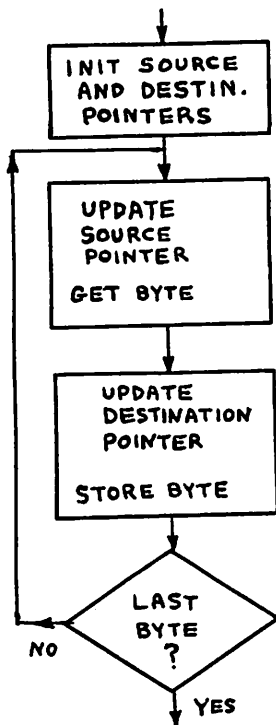 INIT SOURCE
AND DESTIN.
POINTERS
UPDATE
SOURCE
POINTER
GET BYTE
UPDATE
DESTINATION
POINTER
STORE BYTE
LAST
BYTE
?
NO
YES